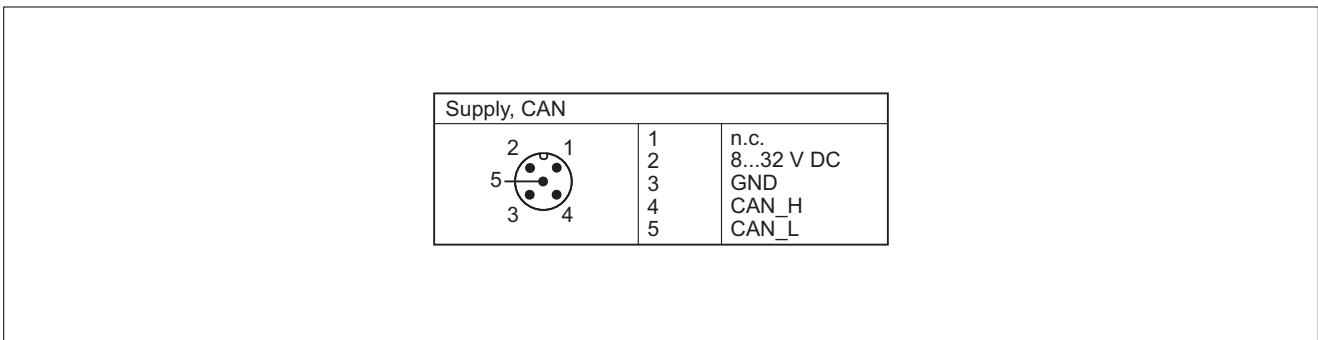 Supply, CAN
2 1
5
3 4
1 n.c.
2 8...32 V DC
3 GND
4 CAN_H
5 CAN_L